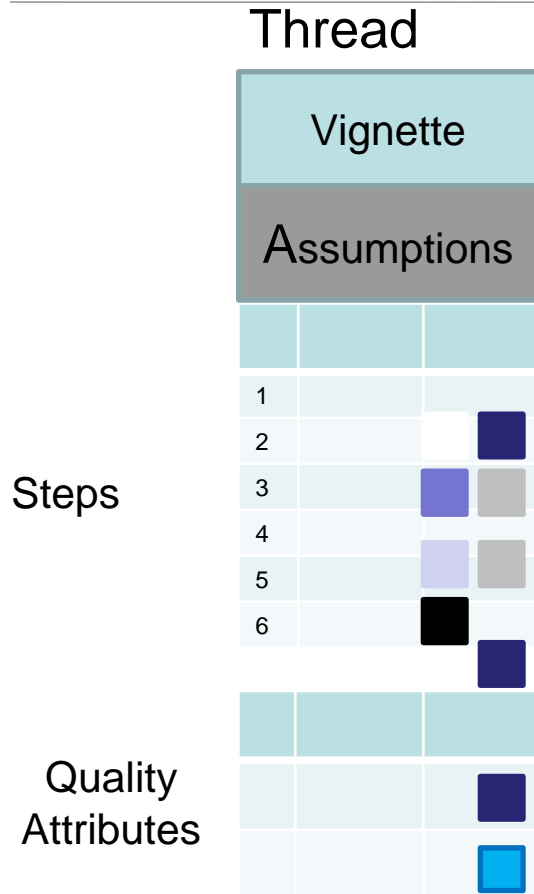 Thread
Vignette
Assumptions
1
2
Steps
3
4
5
6
Quality
Attributes